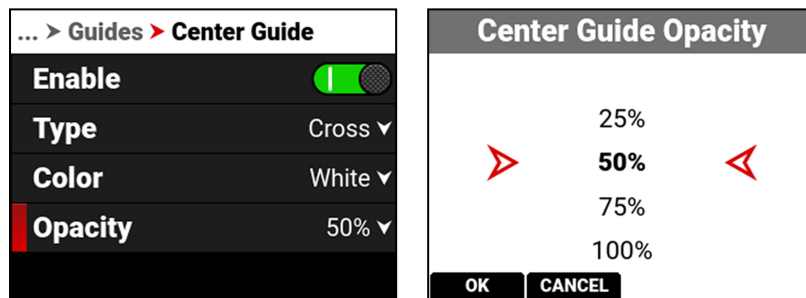 ... > Guides > Center Guide
Enable
Type Cross
Color White
Opacity 50%
Center Guide Opacity
25%
50%
75%
100%
OK CANCEL